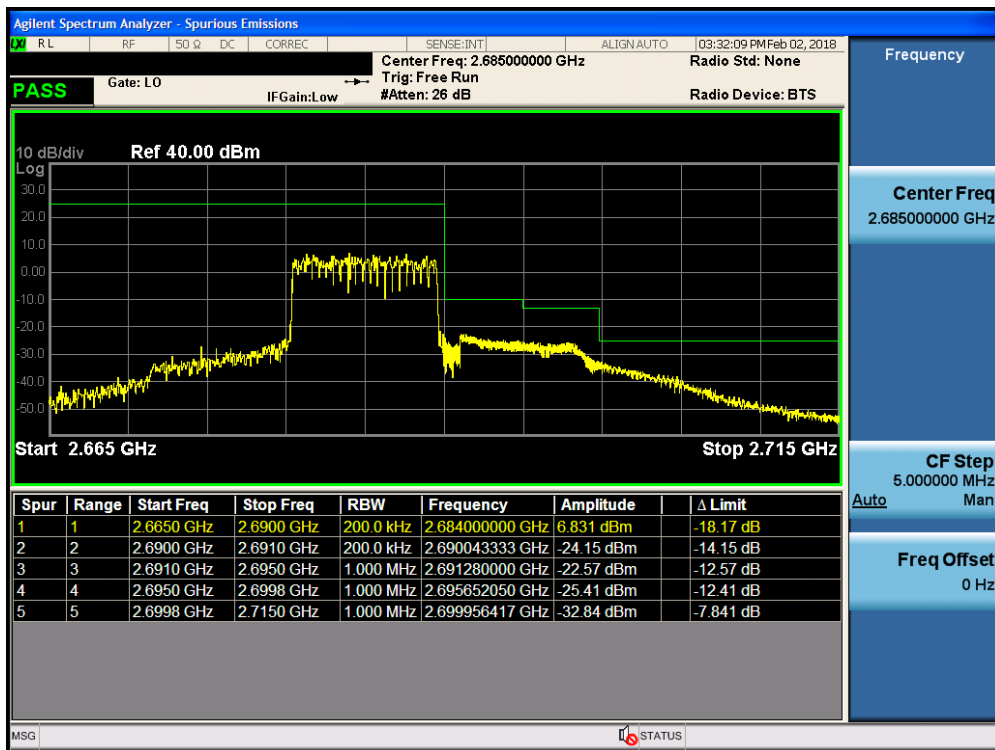 Agilent Spectrum Analyzer - Spurious Emissions
LXI RL RF 50 Ω DC CORREC SENSE:INT ALIGN AUTO 03:32:09 PM Feb 02, 2018
Center Freq: 2.685000000 GHz Radio Std: None
Trig: Free Run
PASS Gate: LO IFGain:Low #Atten: 26 dB Radio Device: BTS
10 dB/div Ref 40.00 dBm
Log
30.0
20.0
10.0
0.00
-10.0
-20.0
-30.0
-40.0
-50.0
Start 2.665 GHz Stop 2.715 GHz
Spur Range Start Freq Stop Freq RBW Frequency Amplitude Δ Limit
1 1 2.6650 GHz 2.6900 GHz 200.0 kHz 2.684000000 GHz 6.831 dBm -18.17 dB
2 2 2.6900 GHz 2.6910 GHz 200.0 kHz 2.690043333 GHz -24.15 dBm -14.15 dB
3 3 2.6910 GHz 2.6950 GHz 1.000 MHz 2.691280000 GHz -22.57 dBm -12.57 dB
4 4 2.6950 GHz 2.6998 GHz 1.000 MHz 2.695652050 GHz -25.41 dBm -12.41 dB
5 5 2.6998 GHz 2.7150 GHz 1.000 MHz 2.699956417 GHz -32.84 dBm -7.841 dB
MSG STATUS
Frequency
Center Freq
2.685000000 GHz
CF Step
5.000000 MHz
Auto Man
Freq Offset
0 Hz